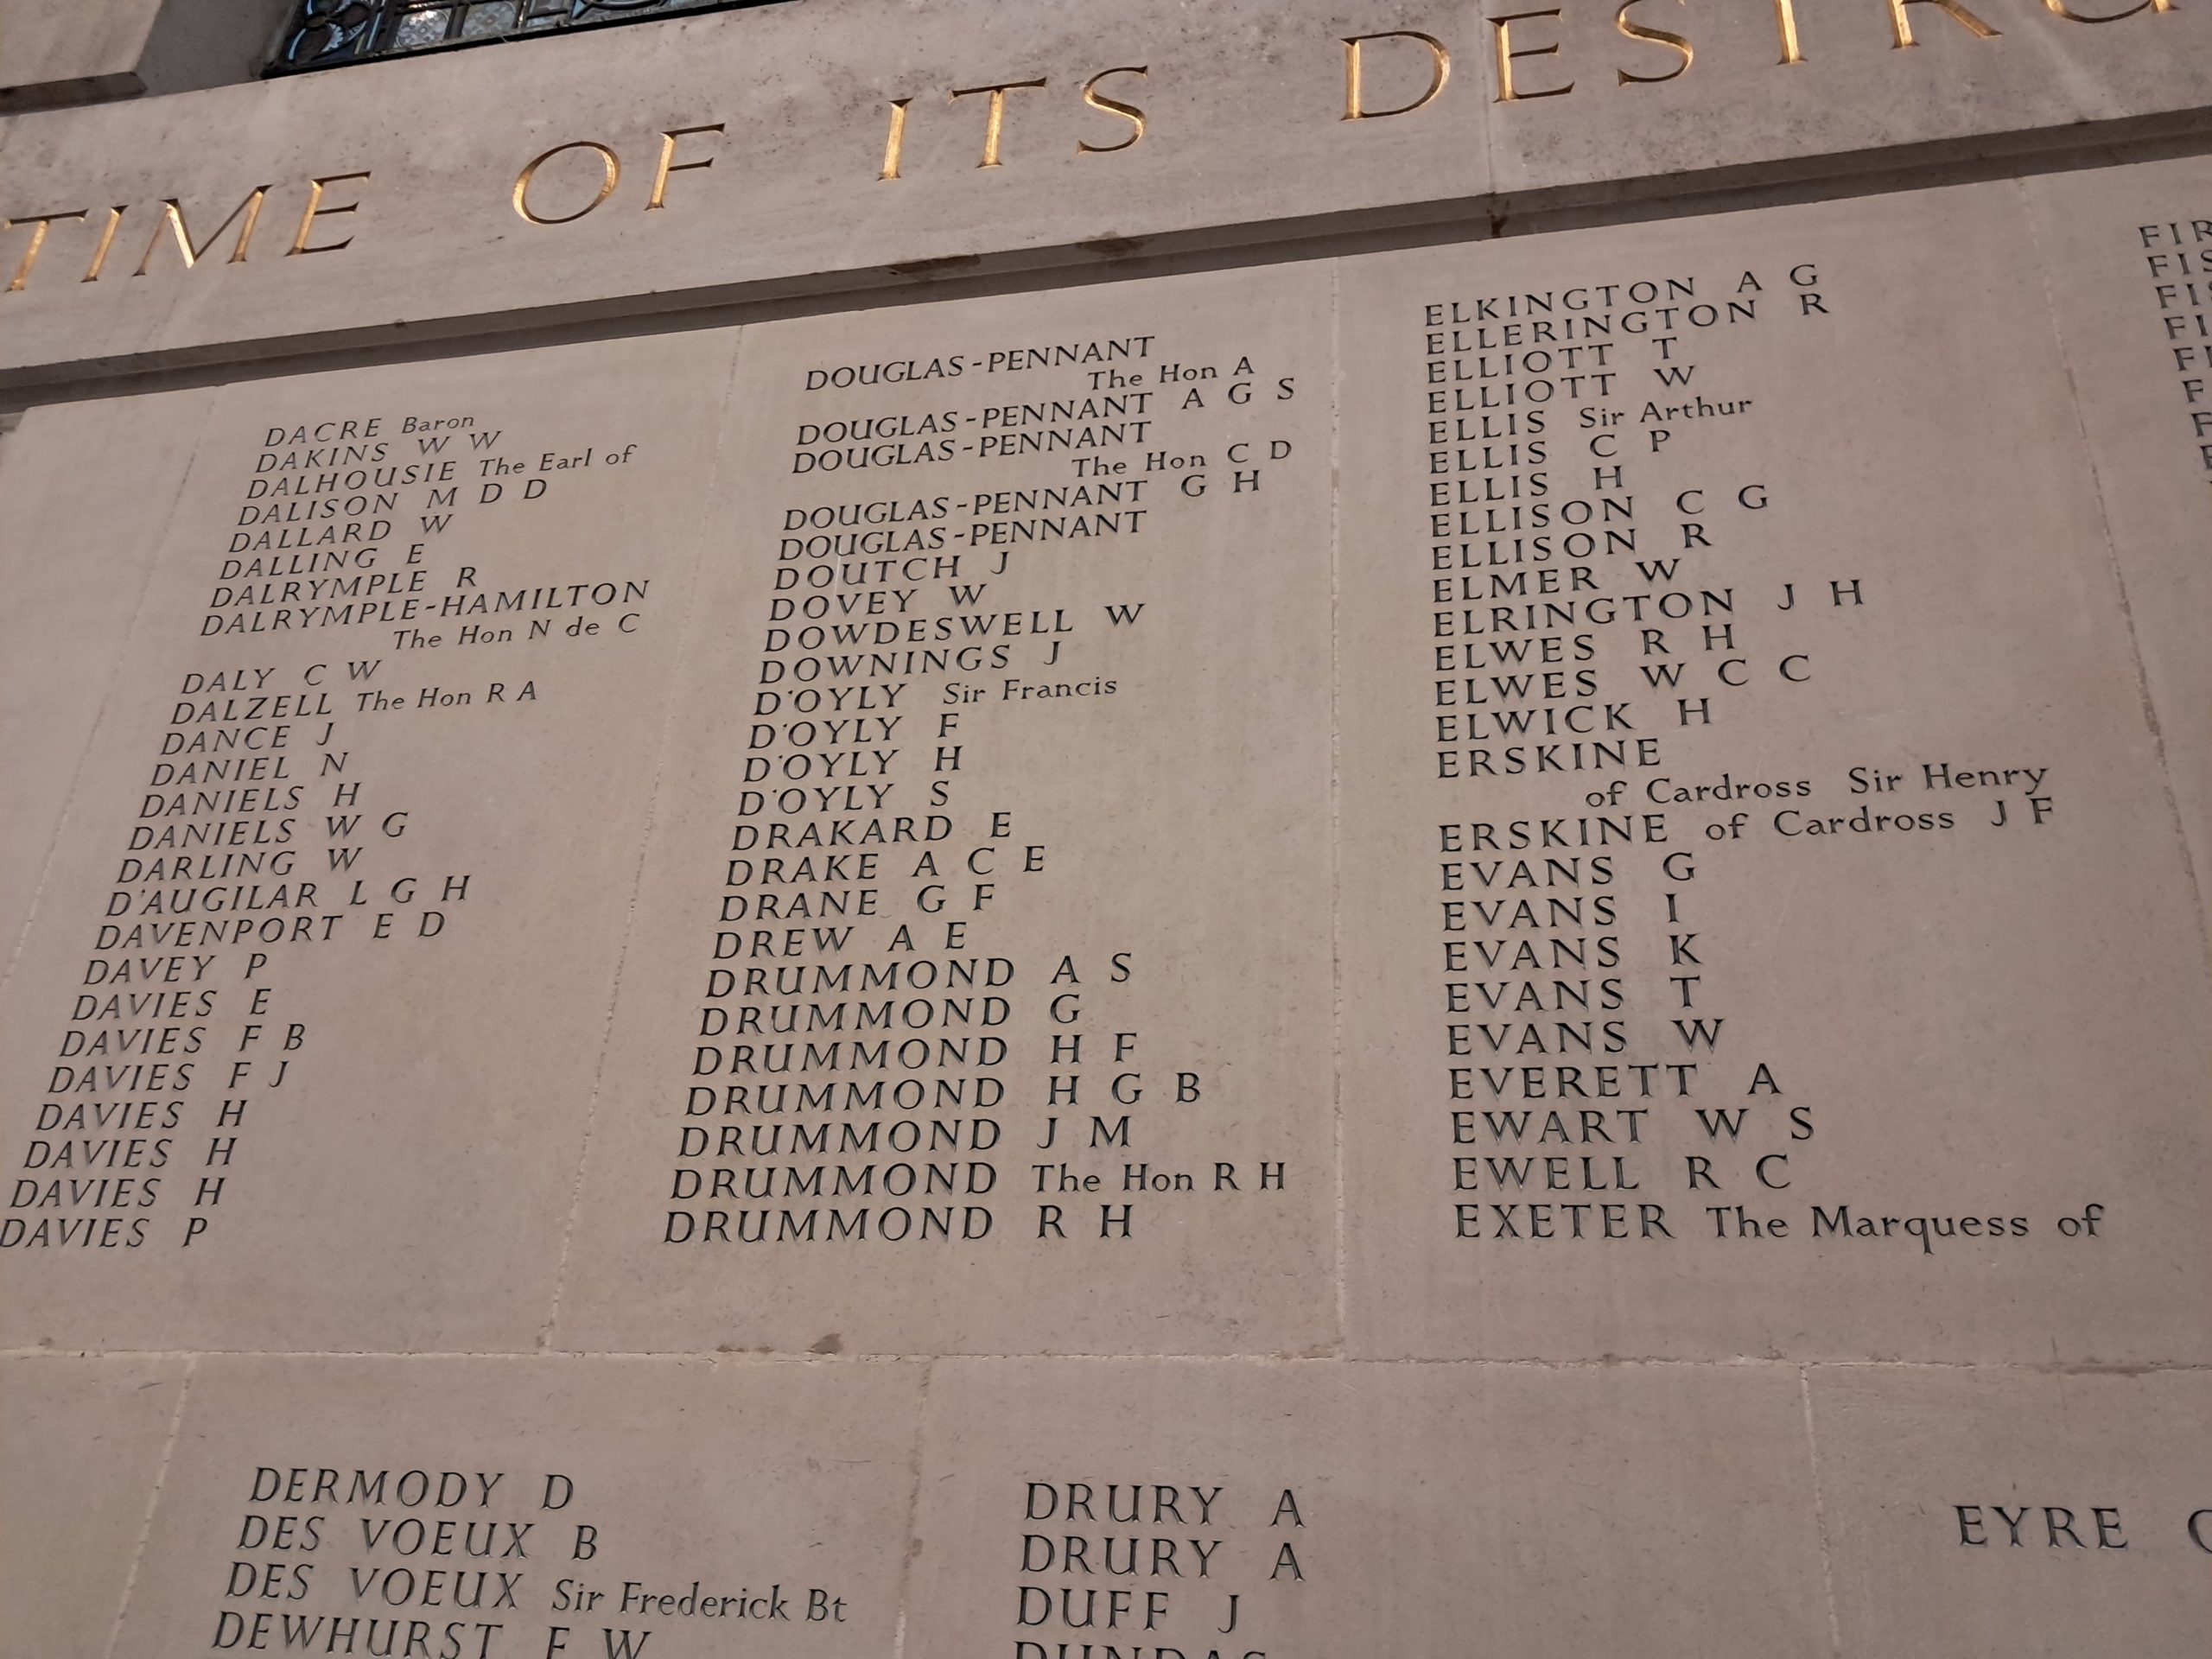 TIME OF ITS
DACRE Baron
DAKINS W W
DALHOUSIE The Earl of
DALISON M D D
DALLARD W
DALLING E
DALRYMPLE R
DALRYMPLE-HAMILTON
The Hon N de C
DALY C W
DALZELL The Hon R A
DANCE J
DANIEL N
DANIELS H
DANIELS W G
DARLING W
D'AUGILAR L G H
DAVENPORT E D
DAVEY P
DAVIES E
DAVIES F B
DAVIES F J
DAVIES H
DAVIES H
DAVIES H
DAVIES P
DOUGLAS-PENNANT
The Hon A
DOUGLAS-PENNANT A G S
DOUGLAS-PENNANT
The Hon C D
DOUGLAS-PENNANT G H
DOUGLAS-PENNANT
DOUTCH J
DOVEY W
DOWDESWELL W
DOWNINGS J
D'OYLY Sir Francis
D'OYLY F
D'OYLY H
D'OYLY S
DRAKARD E
DRAKE A C E
DRANE G F
DREW A E
DRUMMOND A S
DRUMMOND G
DRUMMOND H F
DRUMMOND H G B
DRUMMOND J M
DRUMMOND The Hon R H
DRUMMOND R H
ELKINGTON A G
ELLERINGTON R
ELLIOTT T
ELLIOTT W
ELLIS Sir Arthur
ELLIS C P
ELLIS H
ELLISON C G
ELLISON R
ELMER W
ELRINGTON J H
ELWES R H
ELWES W C C
ELWICK H
ERSKINE
of Cardross Sir Henry
ERSKINE of Cardross J F
EVANS G
EVANS I
EVANS K
EVANS T
EVANS W
EVERETT A
EWART W S
EWELL R C
EXETER The Marquess of
DERMODY D
DES VOEUX B
DES VOEUX Sir Frederick Bt
DEWHURST F W
DRURY A
DRURY A
DUFF J
DUNDAS
EYRE